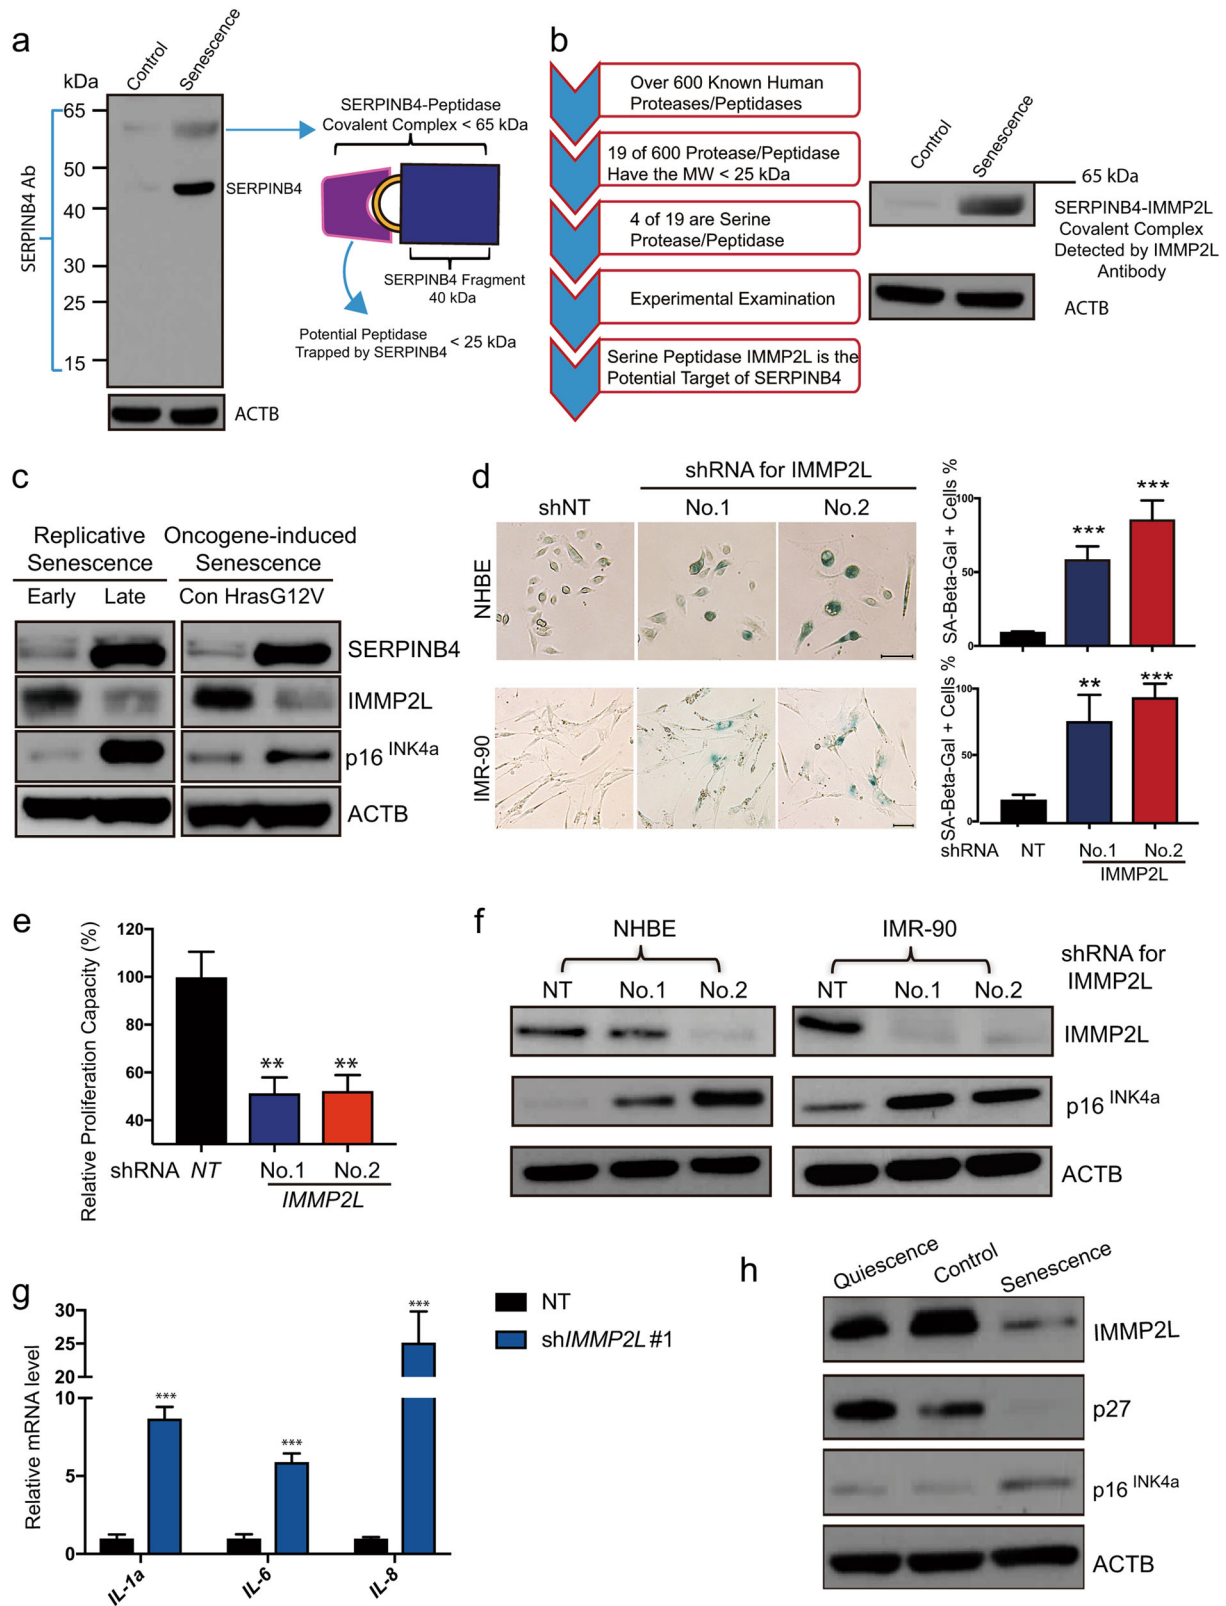 a
Control
Senescence
kDa
65
50
40
30
25
15
SERPINB4 Ab
SERPINB4
ACTB
SERPINB4-Peptidase
Covalent Complex < 65 kDa
SERPINB4 Fragment
40 kDa
Potential Peptidase
Trapped by SERPINB4
< 25 kDa
b
Over 600 Known Human
Proteases/Peptidases
19 of 600 Protease/Peptidase
Have the MW < 25 kDa
4 of 19 are Serine
Protease/Peptidase
Experimental Examination
Serine Peptidase IMMP2L is the
Potential Target of SERPINB4
Control
Senescence
65 kDa
SERPINB4-IMMP2L
Covalent Complex
Detected by IMMP2L
Antibody
ACTB
c
Replicative
Senescence
Oncogene-induced
Senescence
Early
Late
Con HrasG12V
SERPINB4
IMMP2L
p16 INK4a
ACTB
d
shRNA for IMMP2L
shNT
No.1
No.2
NHBE
IMR-90
SA-Beta-Gal + Cells %
100
50
0
***
***
SA-Beta-Gal + Cells %
100
50
0
**
***
shRNA
NT
No.1
No.2
IMMP2L
e
Relative Proliferation Capacity (%)
120
100
80
60
40
**
**
shRNA NT
No.1
No.2
IMMP2L
f
NHBE
IMR-90
shRNA for
IMMP2L
NT
No.1
No.2
NT
No.1
No.2
IMMP2L
p16 INK4a
ACTB
g
Relative mRNA level
30
25
20
10
5
0
***
***
***
IL-1a
IL-6
IL-8
NT
shIMMP2L #1
h
Quiescence
Control
Senescence
IMMP2L
p27
p16 INK4a
ACTB